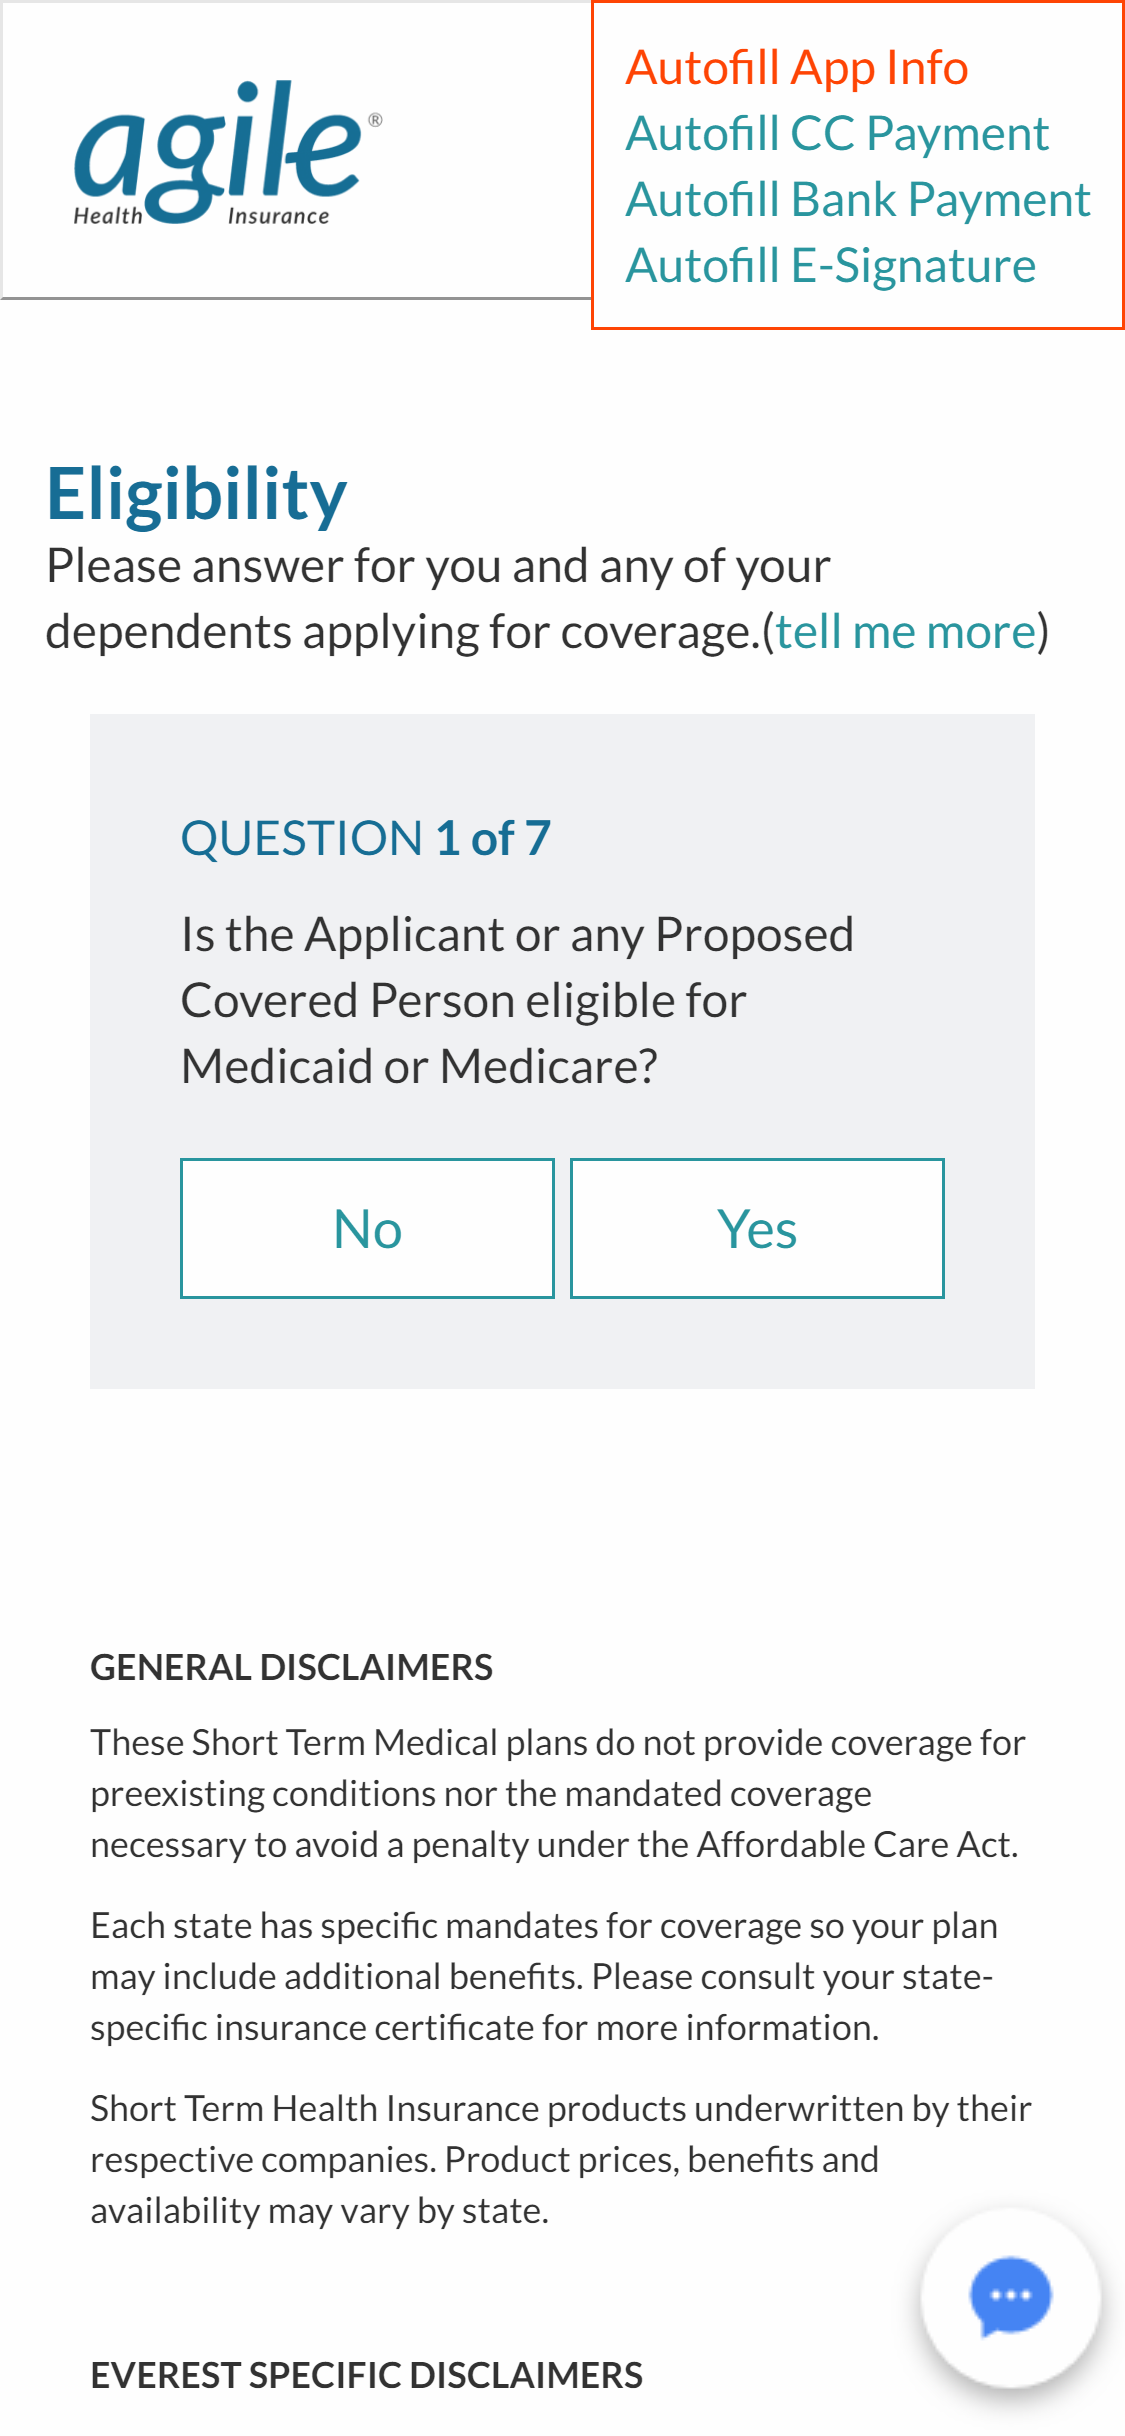 agile®
Health Insurance
Autofill App Info
Autofill CC Payment
Autofill Bank Payment
Autofill E-Signature
Eligibility
Please answer for you and any of your
dependents applying for coverage.(tell me more)
QUESTION 1 of 7
Is the Applicant or any Proposed
Covered Person eligible for
Medicaid or Medicare?
No
Yes
GENERAL DISCLAIMERS
These Short Term Medical plans do not provide coverage for
preexisting conditions nor the mandated coverage
necessary to avoid a penalty under the Affordable Care Act.
Each state has specific mandates for coverage so your plan
may include additional benefits. Please consult your state-
specific insurance certificate for more information.
Short Term Health Insurance products underwritten by their
respective companies. Product prices, benefits and
availability may vary by state.
EVEREST SPECIFIC DISCLAIMERS